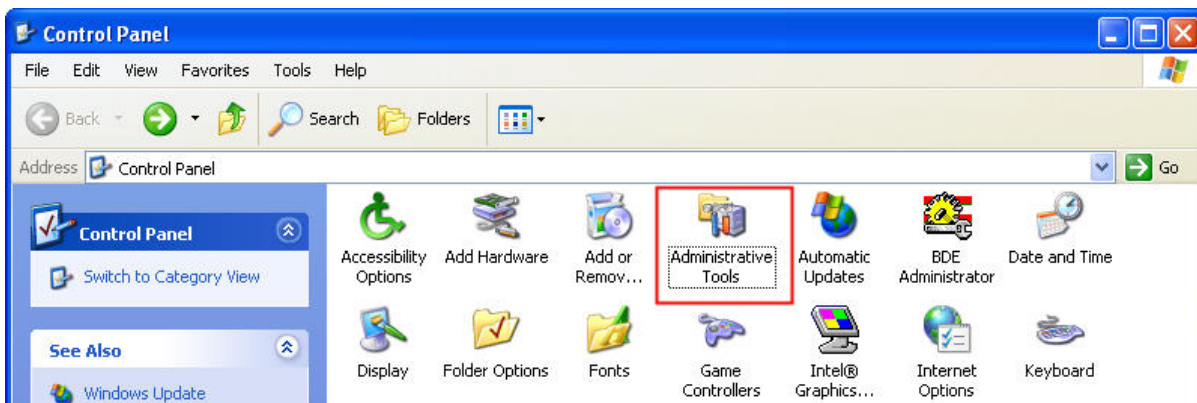 Control Panel
File Edit View Favorites Tools Help
Back Search Folders
Address Control Panel Go
Control Panel
Switch to Category View
See Also
Windows Update
Accessibility Options
Add Hardware
Add or Remov...
Administrative Tools
Automatic Updates
BDE Administrator
Date and Time
Display
Folder Options
Fonts
Game Controllers
Intel® Graphics...
Internet Options
Keyboard